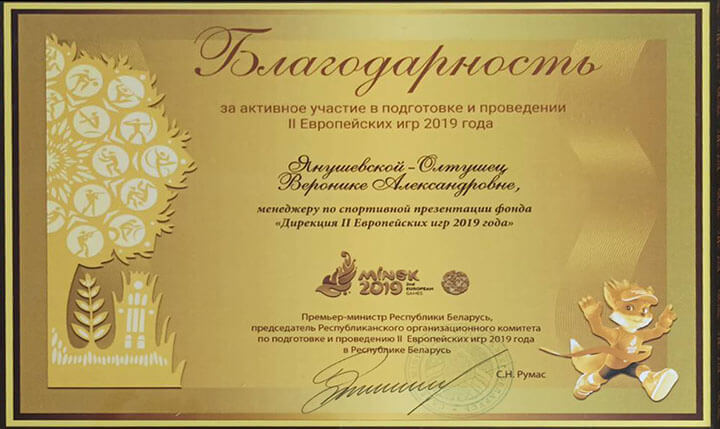 Благодарность
за активное участие в подготовке и проведении
II Европейских игр 2019 года
Янушевской-Олтушец
Веронике Александровне,
менеджеру по спортивной презентации фонда
«Дирекция II Европейских игр 2019 года»
MINSK
2019
2nd
EUROPEAN
GAMES
Премьер-министр Республики Беларусь,
председатель Республиканского организационного комитета
по подготовке и проведению II Европейских игр 2019 года
в Республике Беларусь
С.Н. Румас